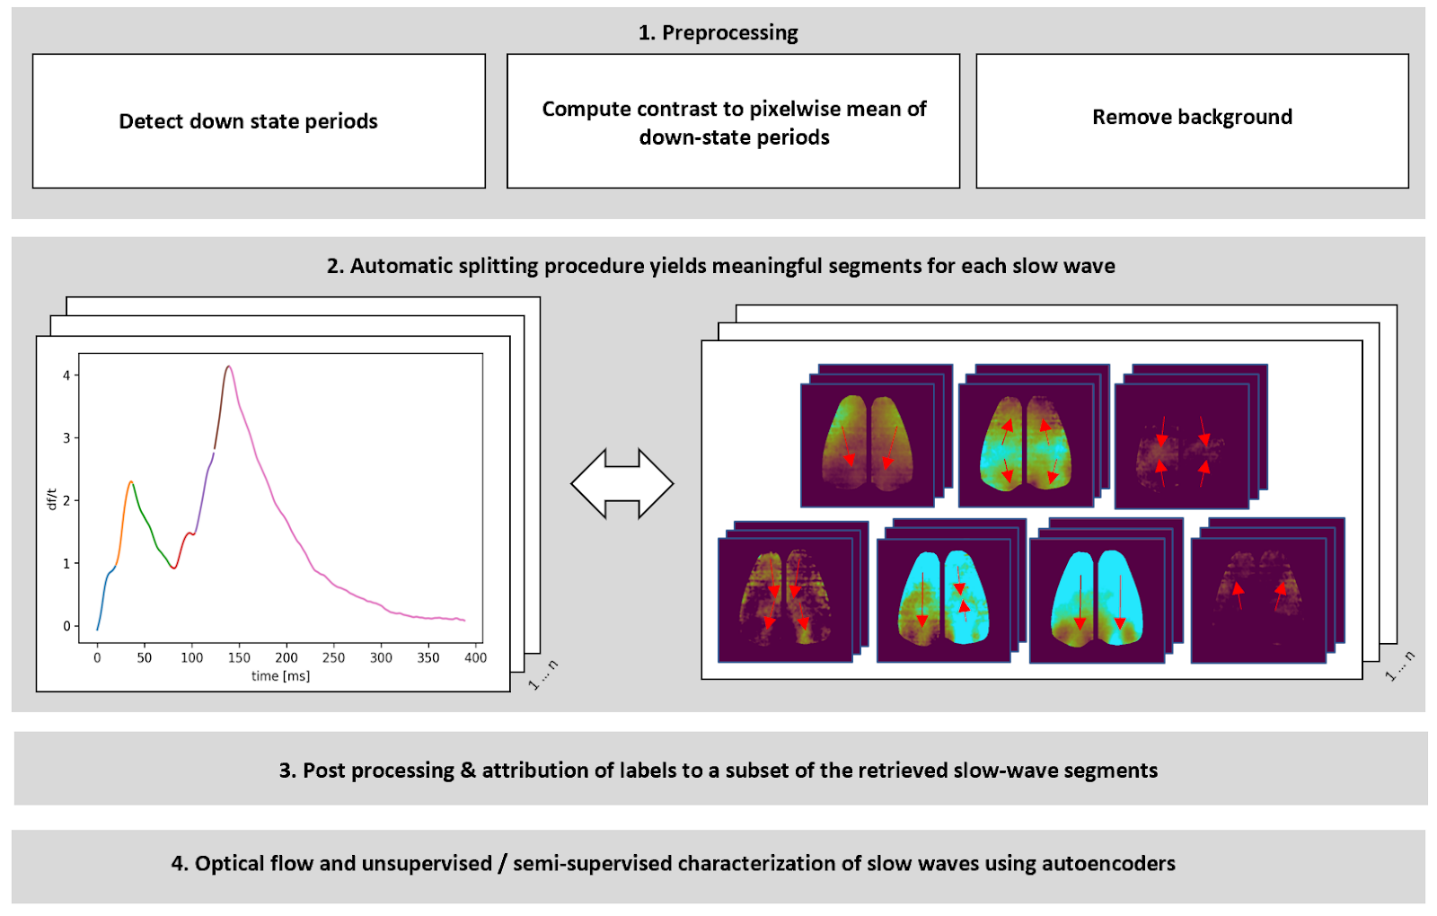 1. Preprocessing
Detect down state periods
Compute contrast to pixelwise mean of
down-state periods
Remove background
2. Automatic splitting procedure yields meaningful segments for each slow wave
df/t
4
3
2
1
0
0 50 100 150 200 250 300 350 400
time [ms]
1 ... n
1 ... n
3. Post processing & attribution of labels to a subset of the retrieved slow-wave segments
4. Optical flow and unsupervised / semi-supervised characterization of slow waves using autoencoders